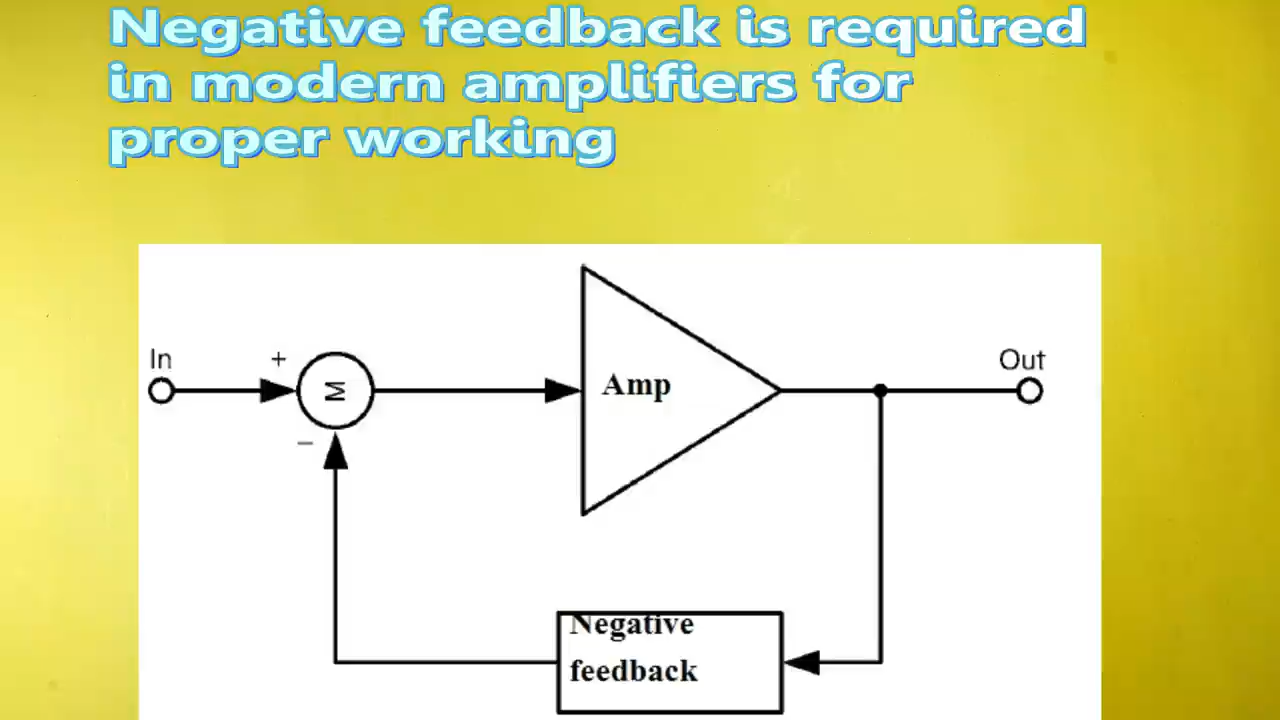 Negative feedback is required
in modern amplifiers for
proper working
In
+
Σ
Amp
Out
−
Negative
feedback